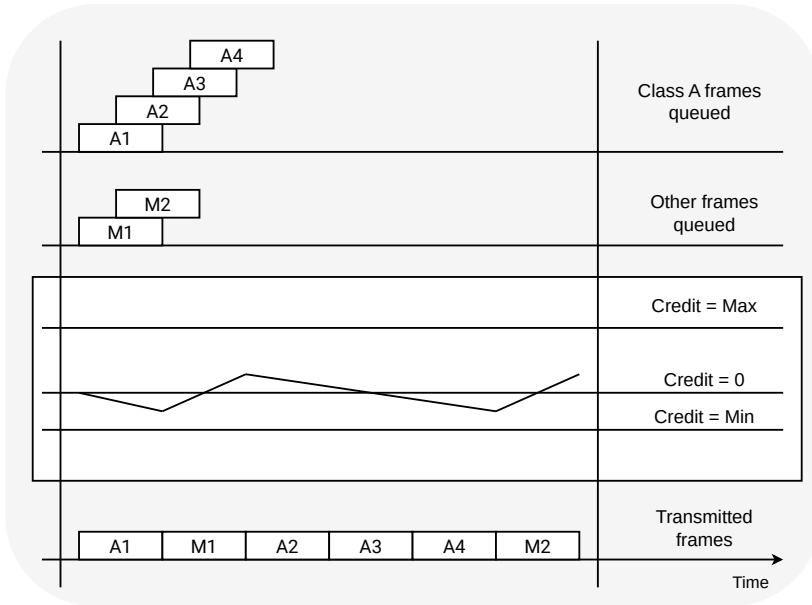 A4
A3
A2
A1
Class A frames
queued
M2
M1
Other frames
queued
Credit = Max
Credit = 0
Credit = Min
Transmitted
frames
A1 M1 A2 A3 A4 M2
Time